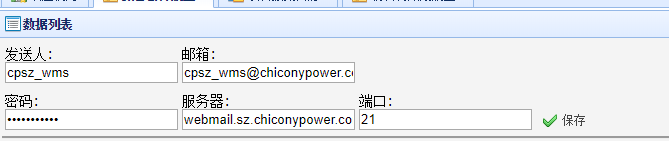 数据列表
发送人: 邮箱:
cpsz_wms cpsz_wms@chiconypower.co
密码: 服务器: 端口:
••••••••••• webmail.sz.chiconypower.co 21 保存